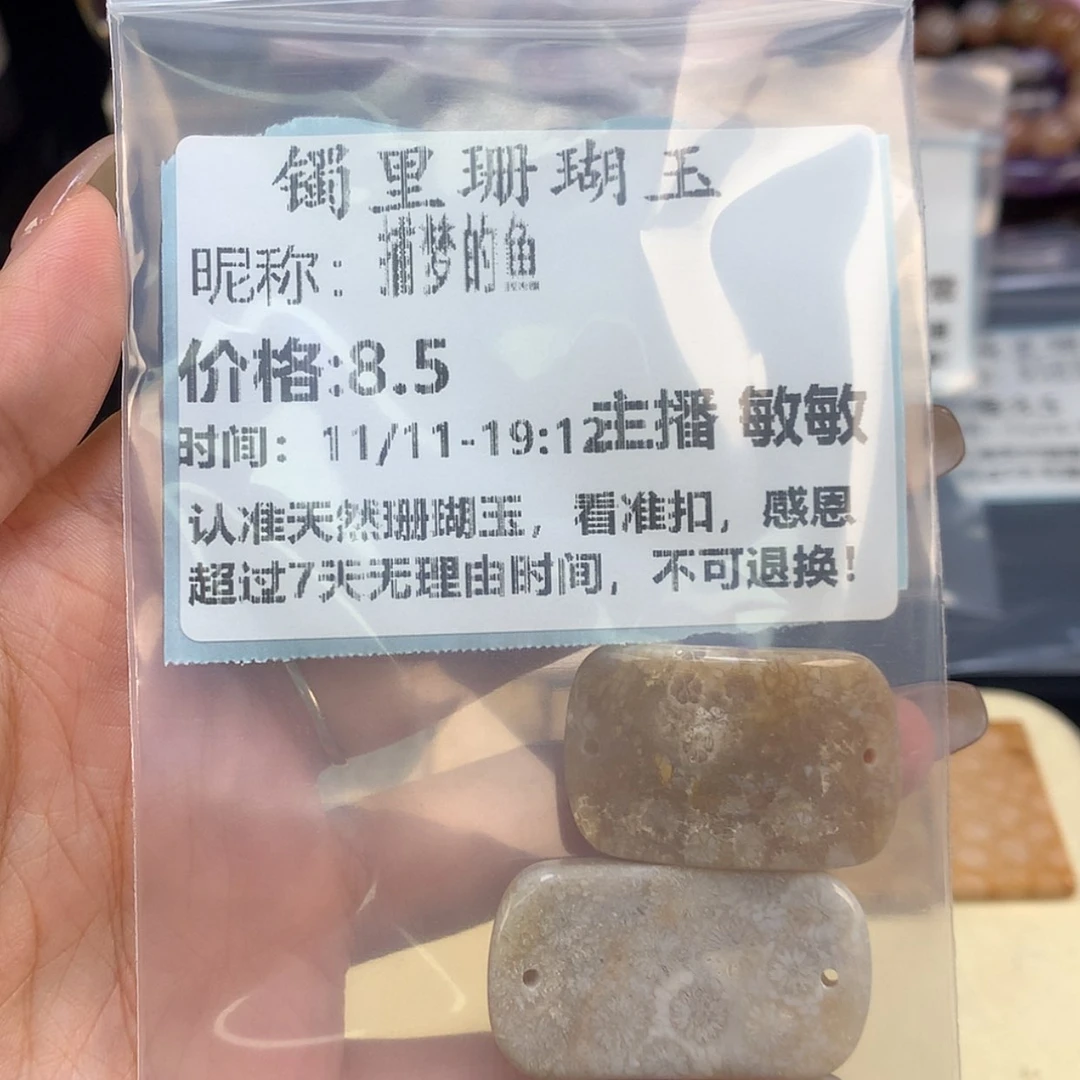 镯里珊瑚玉
昵称：捕梦的鱼
价格:8.5
时间：11/11-19:12主播 敏敏
认准天然珊瑚玉，看准扣，感恩
超过7天无理由时间，不可退换！